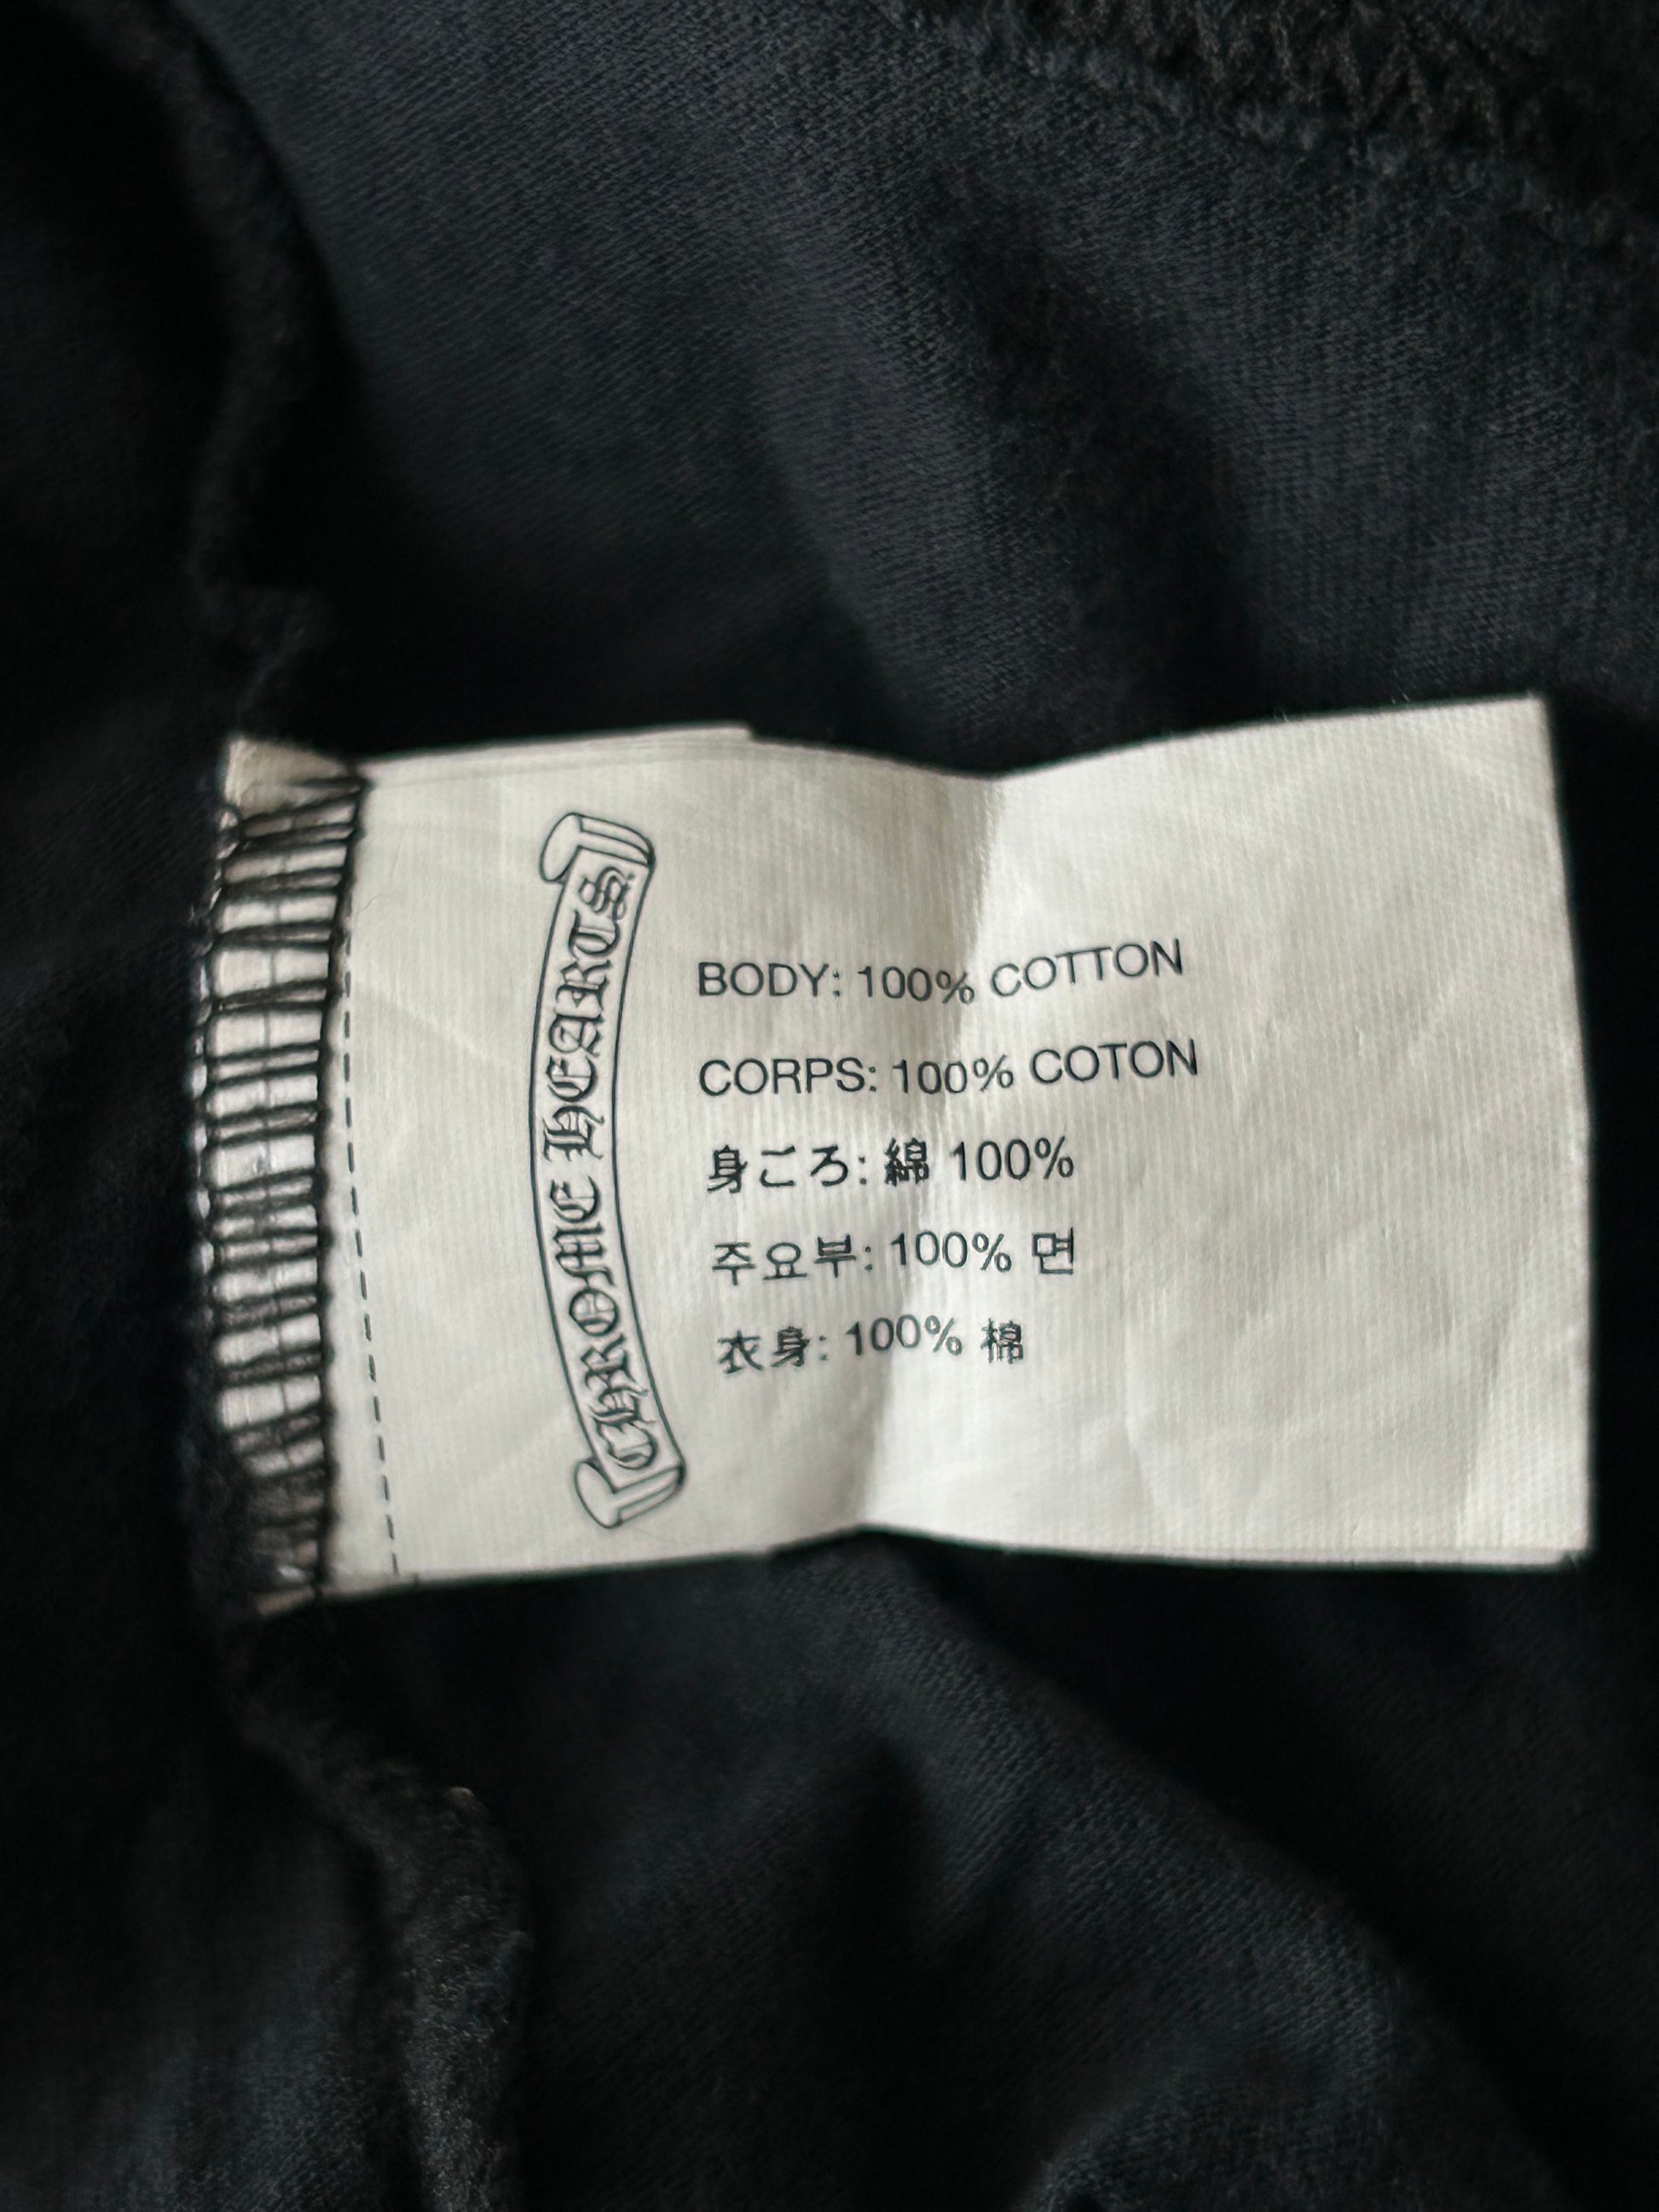 CHROME HEARTS
BODY: 100% COTTON
CORPS: 100% COTON
身ごろ: 綿 100%
주요부: 100% 면
衣身: 100% 棉